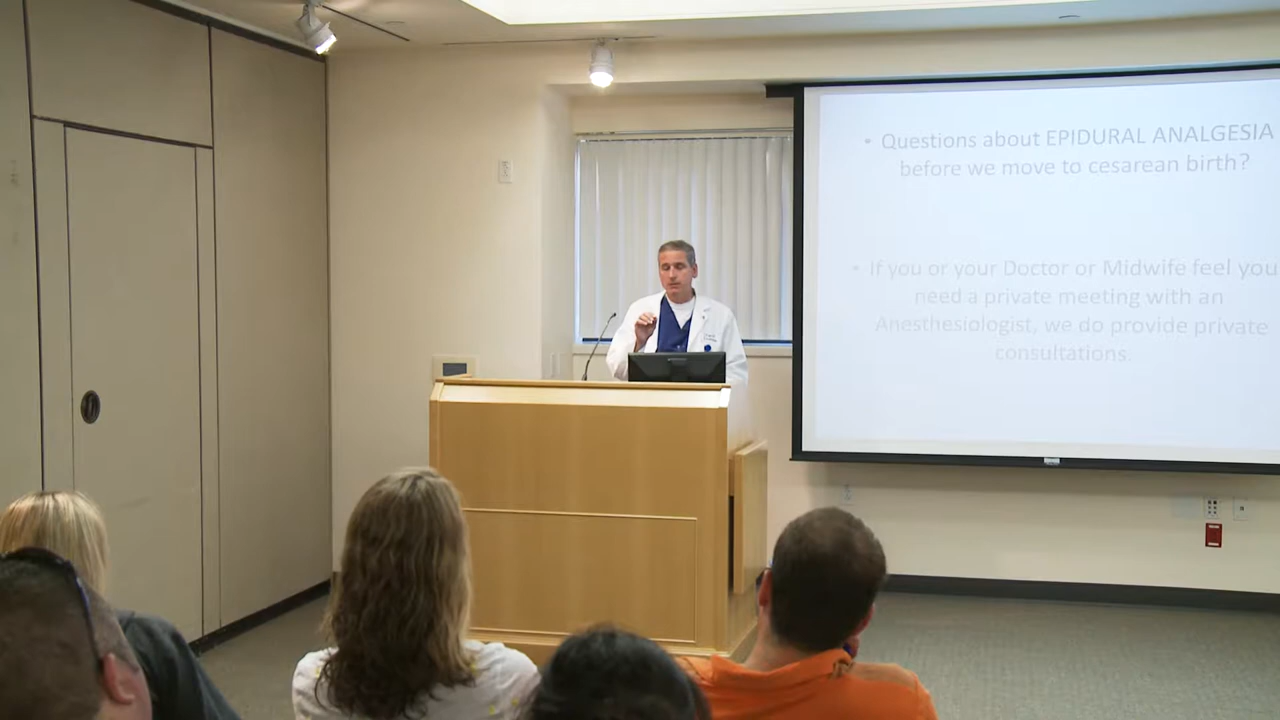 • Questions about EPIDURAL ANALGESIA
before we move to cesarean birth?
• If you or your Doctor or Midwife feel you
need a private meeting with an
Anesthesiologist, we do provide private
consultations.